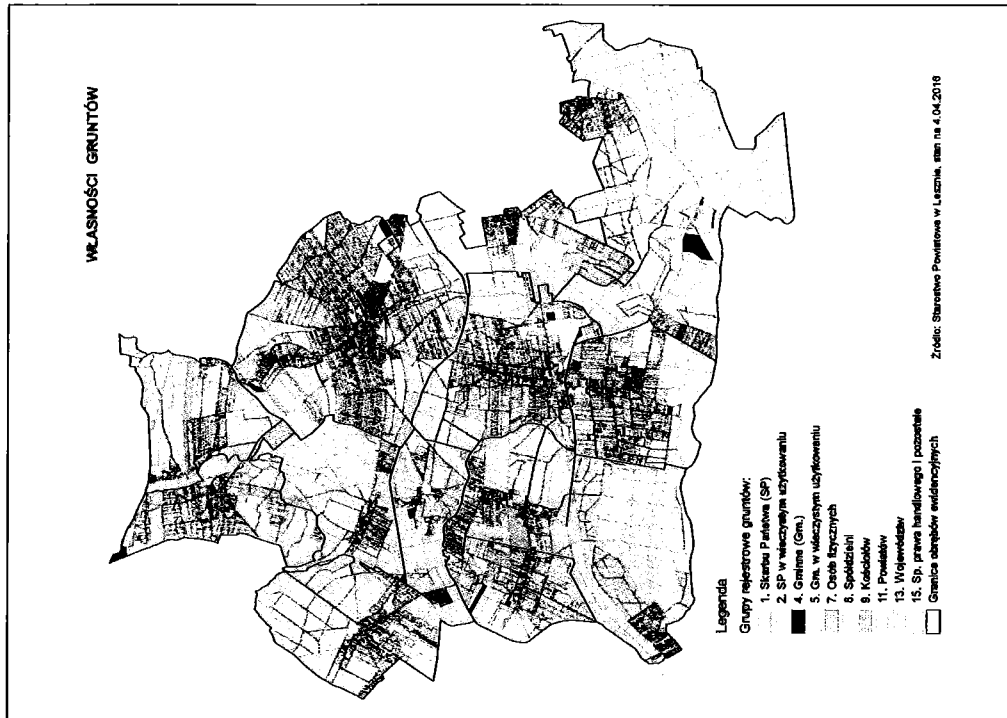 WŁASNOŚCI GRUNTÓW
Legenda
Grupy rejestrowe gruntów:
1. Skarbu Państwa (SP)
2. SP w wieczystym użytkowaniu
4. Gminne (Gm.)
5. Gm. w wieczystym użytkowaniu
7. Osób fizycznych
8. Spółdzielni
9. Kościołów
11. Powiatów
13. Województw
15. Sp. prawa handlowego i pozostałe
Granica obrębów ewidencyjnych
Źródło: Starostwo Powiatowe w Lesznie, stan na 4.04.2016